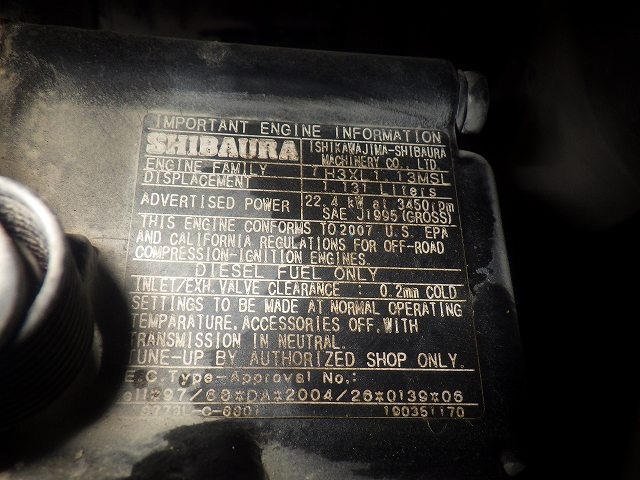 IMPORTANT ENGINE INFORMATION
SHIBAURA ISHIKAWAJIMA-SHIBAURA
MACHINERY CO., LTD
ENGINE FAMILY 7H3XL1.13MSL
DISPLACEMENT 1.131 Liters
ADVERTISED POWER 22.4 kW at 3450rpm
SAE J1995(GROSS)
THIS ENGINE CONFORMS TO 2007 U.S. EPA
AND CALIFORNIA REGULATIONS FOR OFF-ROAD
COMPRESSION-IGNITION ENGINES.
DIESEL FUEL ONLY
INLET/EXH. VALVE CLEARANCE : 0.2mm COLD
SETTINGS TO BE MADE AT NORMAL OPERATING
TEMPARATURE, ACCESSORIES OFF, WITH
TRANSMISSION IN NEUTRAL.
TUNE-UP BY AUTHORIZED SHOP ONLY.
E.C. Type-Approval No.:
97/68*DA*2004/26*0139*06
190351170